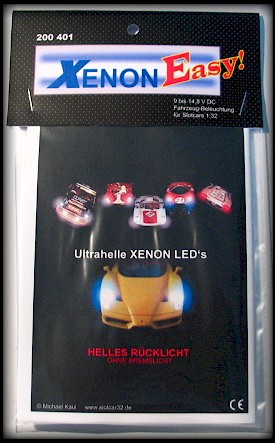 200 401
XENON Easy!
9 bis 14,8 V DC
Fahrzeug-Beleuchtung
für Slotcars 1:32
Ultrahelle XENON LED's
HELLES RÜCKLICHT
OHNE BREMSLICHT
© Michael Kaul www.slotcar32.de CE